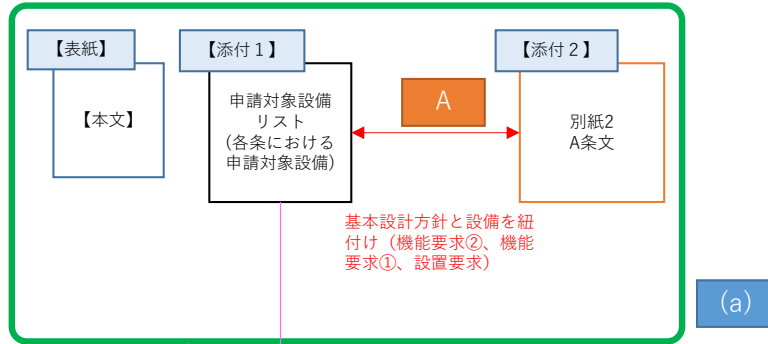 【表紙】
【本文】
【添付１】
申請対象設備
リスト
(各条における
申請対象設備)
A
【添付２】
別紙2
A条文
基本設計方針と設備を紐
付け（機能要求②、機能
要求①、設置要求）
(a)